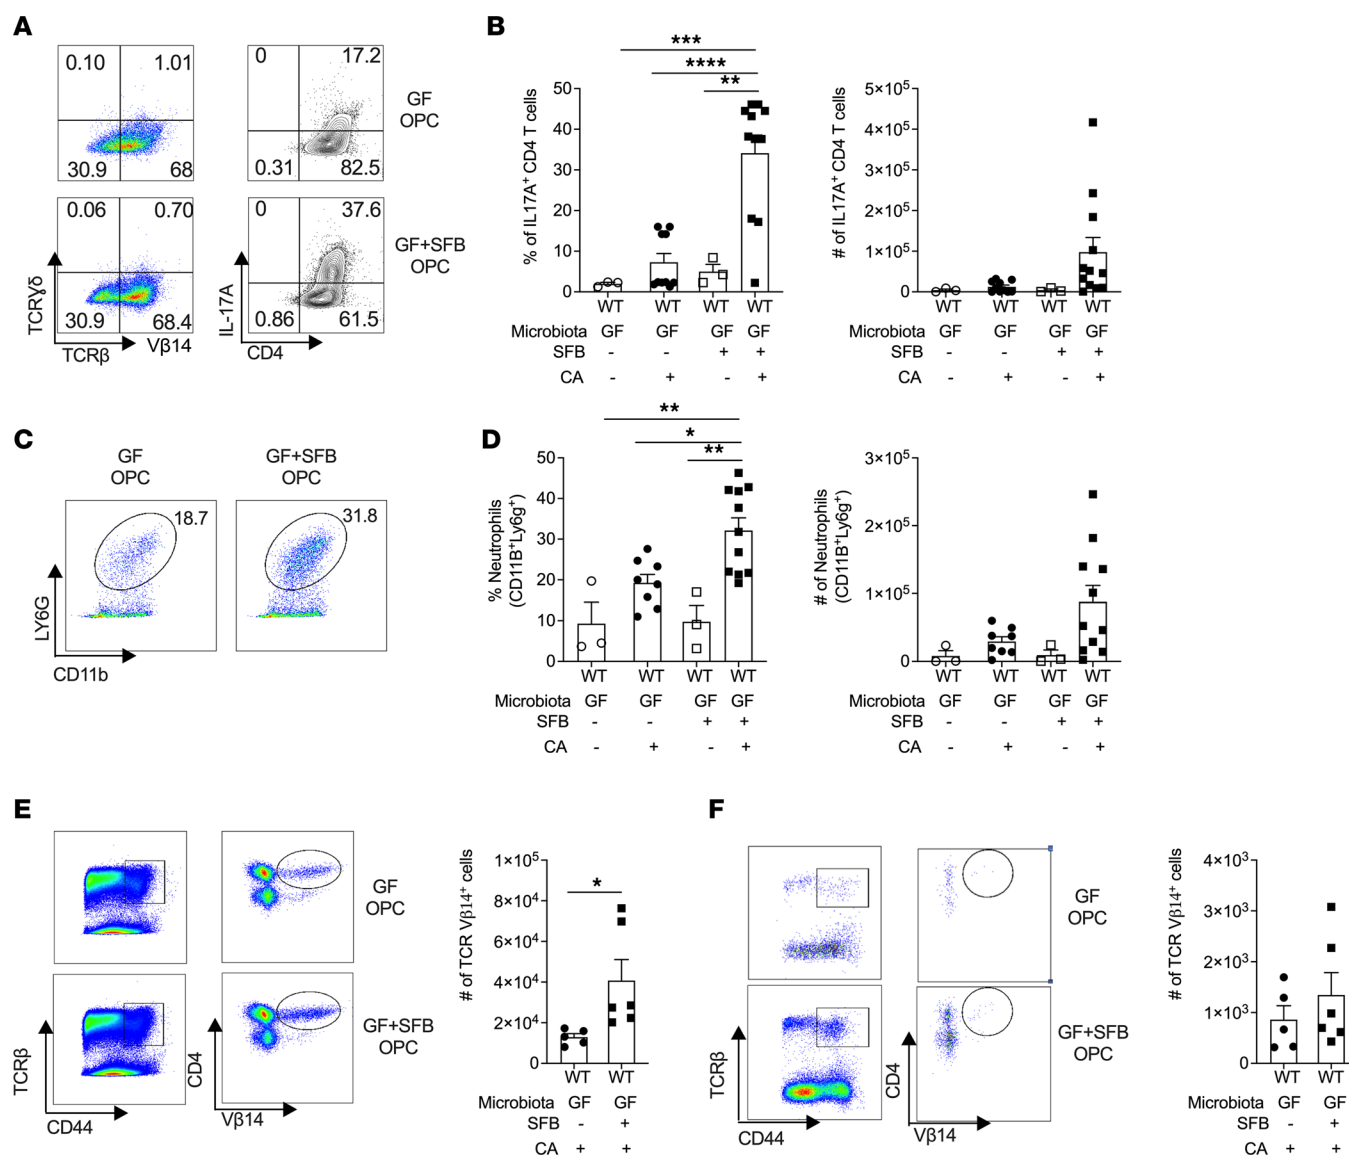 A
0.10 1.01
30.9 68
0 17.2
0.31 82.5
GF
OPC
0.06 0.70
30.9 68.4
0 37.6
0.86 61.5
GF+SFB
OPC
TCRγδ
TCRβ Vβ14
IL-17A
CD4
B
***
****
**
% of IL17A⁺ CD4 T cells
50
40
30
20
10
0
WT WT WT WT
Microbiota GF GF GF GF
SFB - - + +
CA - + - +
# of IL17A⁺ CD4 T cells
5×10⁵
4×10⁵
3×10⁵
2×10⁵
1×10⁵
0
WT WT WT WT
Microbiota GF GF GF GF
SFB - - + +
CA - + - +
C
GF
OPC
GF+SFB
OPC
18.7
31.8
LY6G
CD11b
D
**
*
**
% Neutrophils
(CD11B⁺Ly6g⁺)
50
40
30
20
10
0
WT WT WT WT
Microbiota GF GF GF GF
SFB - - + +
CA - + - +
# of Neutrophils
(CD11B⁺Ly6g⁺)
3×10⁵
2×10⁵
1×10⁵
0
WT WT WT WT
Microbiota GF GF GF GF
SFB - - + +
CA - + - +
E
GF
OPC
GF+SFB
OPC
TCRβ
CD44
CD4
Vβ14
# of TCR Vβ14⁺ cells
*
1×10⁵
8×10⁴
6×10⁴
4×10⁴
2×10⁴
0
WT WT
Microbiota GF GF
SFB - +
CA + +
F
GF
OPC
GF+SFB
OPC
TCRβ
CD44
CD4
Vβ14
# of TCR Vβ14⁺ cells
4×10³
3×10³
2×10³
1×10³
0
WT WT
Microbiota GF GF
SFB - +
CA + +